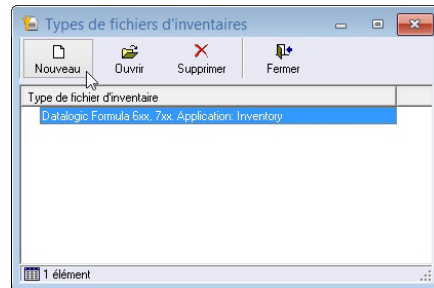 Types de fichiers d'inventaires
Nouveau Ouvrir Supprimer Fermer
Type de fichier d'inventaire
Datalogic Formula 6xx, 7xx. Application: Inventory
1 élément